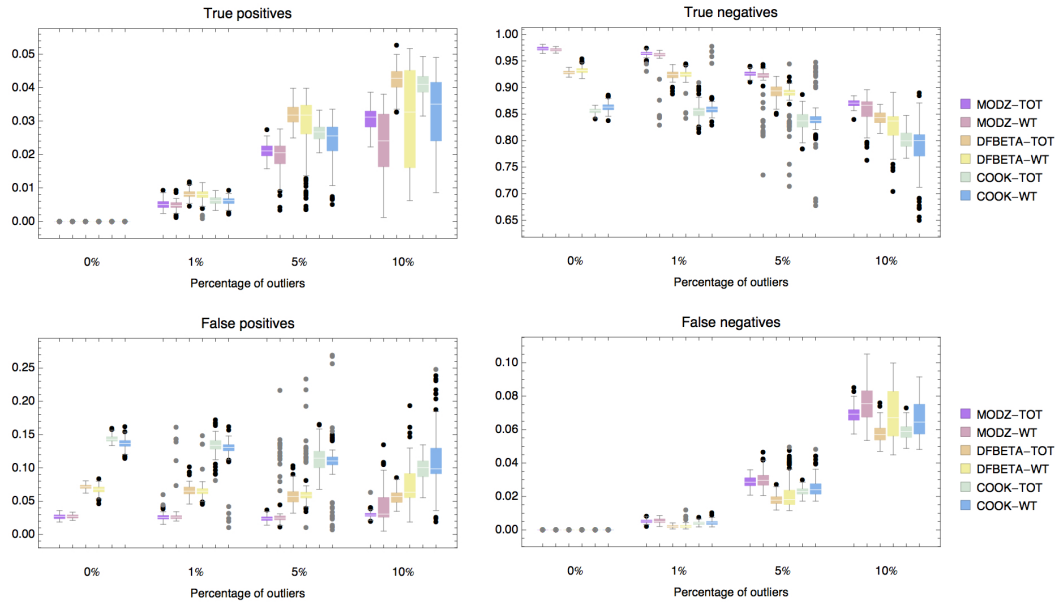 True positives
0.05
0.04
0.03
0.02
0.01
0.00
0%
1%
5%
10%
Percentage of outliers
True negatives
1.00
0.95
0.90
0.85
0.80
0.75
0.70
0.65
0%
1%
5%
10%
Percentage of outliers
MODZ-TOT
MODZ-WT
DFBETA-TOT
DFBETA-WT
COOK-TOT
COOK-WT
False positives
0.25
0.20
0.15
0.10
0.05
0.00
0%
1%
5%
10%
Percentage of outliers
False negatives
0.10
0.08
0.06
0.04
0.02
0.00
0%
1%
5%
10%
Percentage of outliers
MODZ-TOT
MODZ-WT
DFBETA-TOT
DFBETA-WT
COOK-TOT
COOK-WT